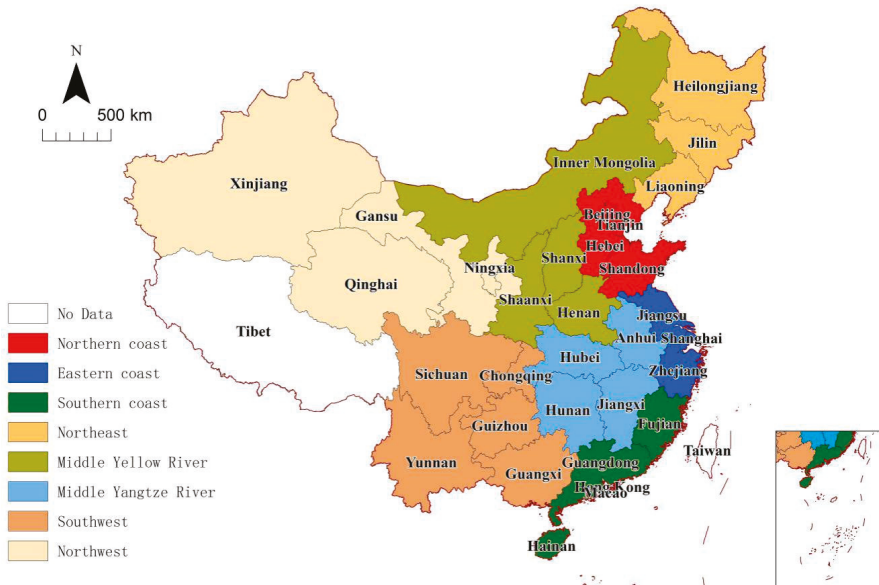 N
0 500 km
Heilongjiang
Jilin
Liaoning
Inner Mongolia
Xinjiang
Gansu
Beijing
Tianjin
Hebei
Shanxi
Ningxia
Shandong
Qinghai
Shaanxi
Henan
Jiangsu
Tibet
Anhui
Shanghai
Hubei
Zhejiang
Chongqing
Sichuan
Hunan
Jiangxi
Guizhou
Fujian
Yunnan
Guangxi
Guangdong
Taiwan
Hong Kong
Macao
Hainan
No Data
Northern coast
Eastern coast
Southern coast
Northeast
Middle Yellow River
Middle Yangtze River
Southwest
Northwest